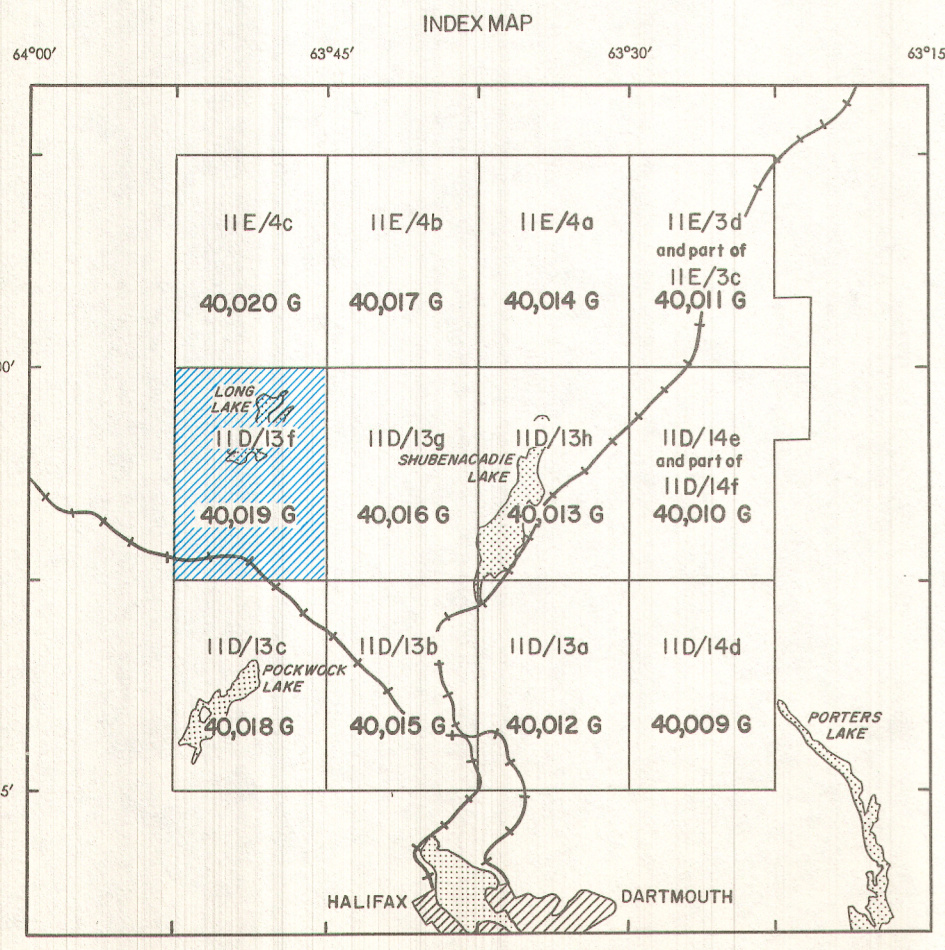 INDEX MAP
64°00′ 63°45′ 63°30′ 63°15
11E/4c 11E/4b 11E/4a 11E/3d
and part of
11E/3c
40,020 G 40,017 G 40,014 G 40,011 G
00′
LONG
LAKE
11D/13f 11D/13g 11D/13h 11D/14e
SHUBENACADIE
LAKE
and part of
11D/14f
40,019 G 40,016 G 40,013 G 40,010 G
11D/13c 11D/13b 11D/13a 11D/14d
POCKWOCK
LAKE
40,018 G 40,015 G 40,012 G 40,009 G
PORTERS
LAKE
5′
HALIFAX DARTMOUTH